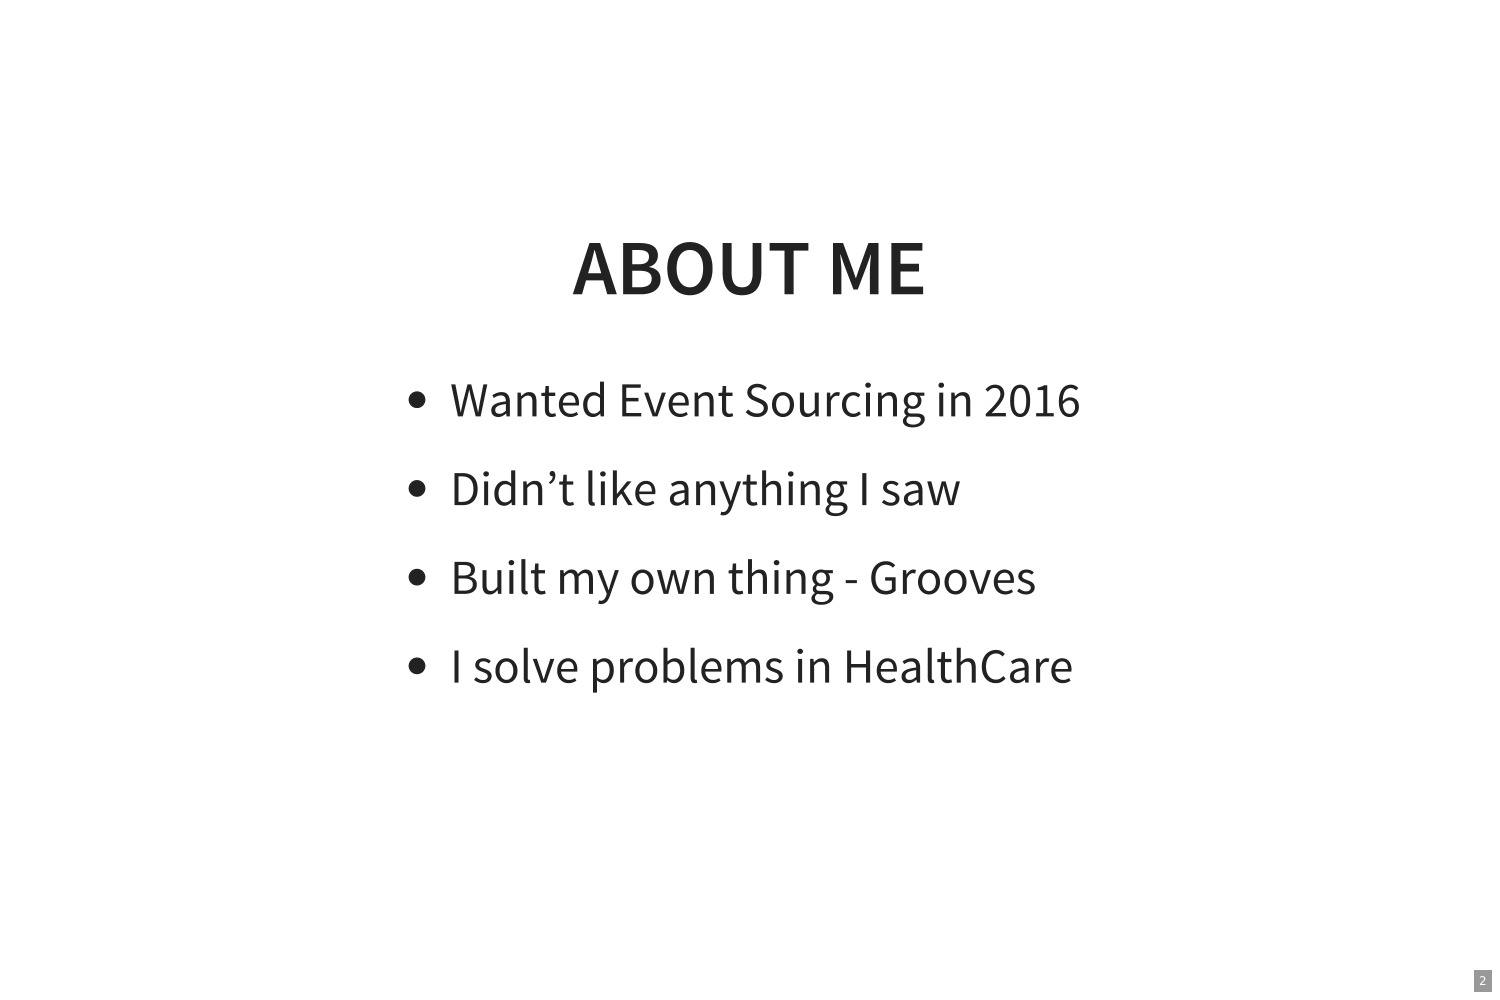 ABOUT ME
• Wanted Event Sourcing in 2016
• Didn’t like anything I saw
• Built my own thing - Grooves
• I solve problems in HealthCare
2